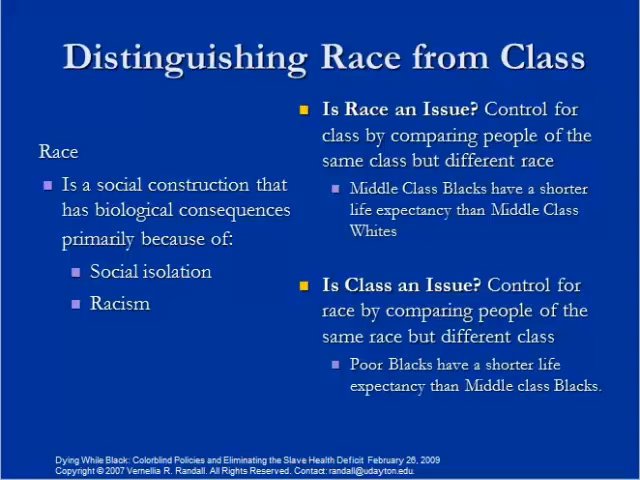 Distinguishing Race from Class
Race
Is a social construction that
has biological consequences
primarily because of:
Social isolation
Racism
Is Race an Issue? Control for
class by comparing people of the
same class but different race
Middle Class Blacks have a shorter
life expectancy than Middle Class
Whites
Is Class an Issue? Control for
race by comparing people of the
same race but different class
Poor Blacks have a shorter life
expectancy than Middle class Blacks.
Dying While Black: Colorblind Policies and Eliminating the Slave Health Deficit February 26, 2009
Copyright © 2007 Vernellia R. Randall. All Rights Reserved. Contact: randall@udayton.edu.